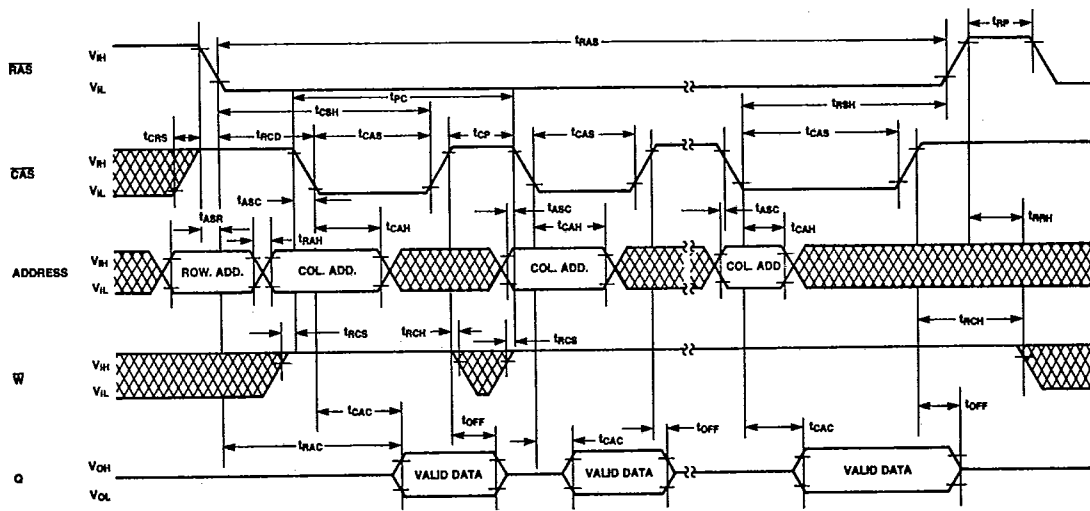 tRP
tRAS
RAS
VIH
VIL
tPC
tCSH
tRSH
tCRS
tRCD
tCAS
tCP
tCAS
tCAS
CAS
VIH
VIL
tASR
tASC
tRAH
tCAH
tASC
tCAH
tASC
tCAH
tRRH
ADDRESS
VIH
VIL
ROW. ADD.
COL. ADD.
COL. ADD.
COL. ADD
tRCS
tRCH
tRCS
tRCH
W
VIH
VIL
tCAC
tRAC
tOFF
tCAC
tOFF
tCAC
tOFF
Q
VOH
VOL
VALID DATA
VALID DATA
VALID DATA